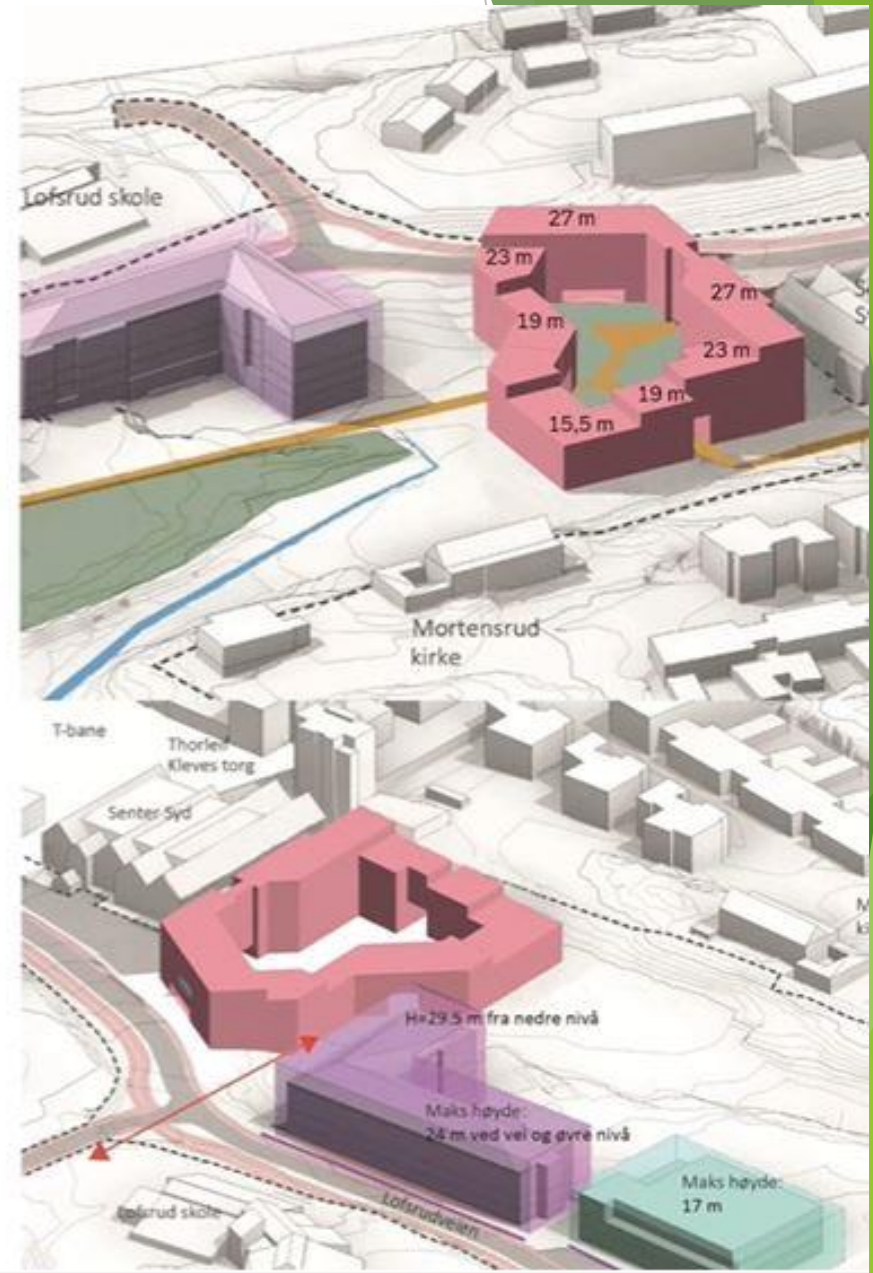 Lofsrud skole
27 m
23 m
27 m
19 m
23 m
19 m
15,5 m
Mortensrud
kirke
T-bane
Thorleif
Kleves torg
Senter Syd
H=29.5 m fra nedre nivå
Maks høyde:
24 m ved vei og øvre nivå
Maks høyde:
17 m
Lofsrud skole
Lofsrudveien